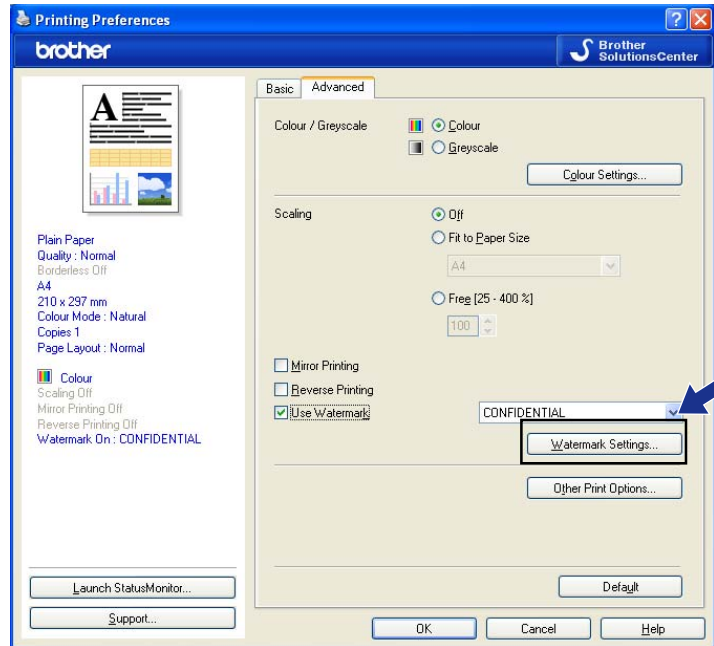 Printing Preferences
brother
Brother
SolutionsCenter
A
Plain Paper
Quality : Normal
Borderless Off
A4
210 x 297 mm
Colour Mode : Natural
Copies 1
Page Layout : Normal
Colour
Scaling Off
Mirror Printing Off
Reverse Printing Off
Watermark On : CONFIDENTIAL
Launch StatusMonitor...
Support...
Basic
Advanced
Colour / Greyscale
Colour
Greyscale
Colour Settings...
Scaling
Off
Fit to Paper Size
A4
Free [25 - 400 %]
100
Mirror Printing
Reverse Printing
Use Watermark
CONFIDENTIAL
Watermark Settings...
Other Print Options...
Default
OK
Cancel
Help